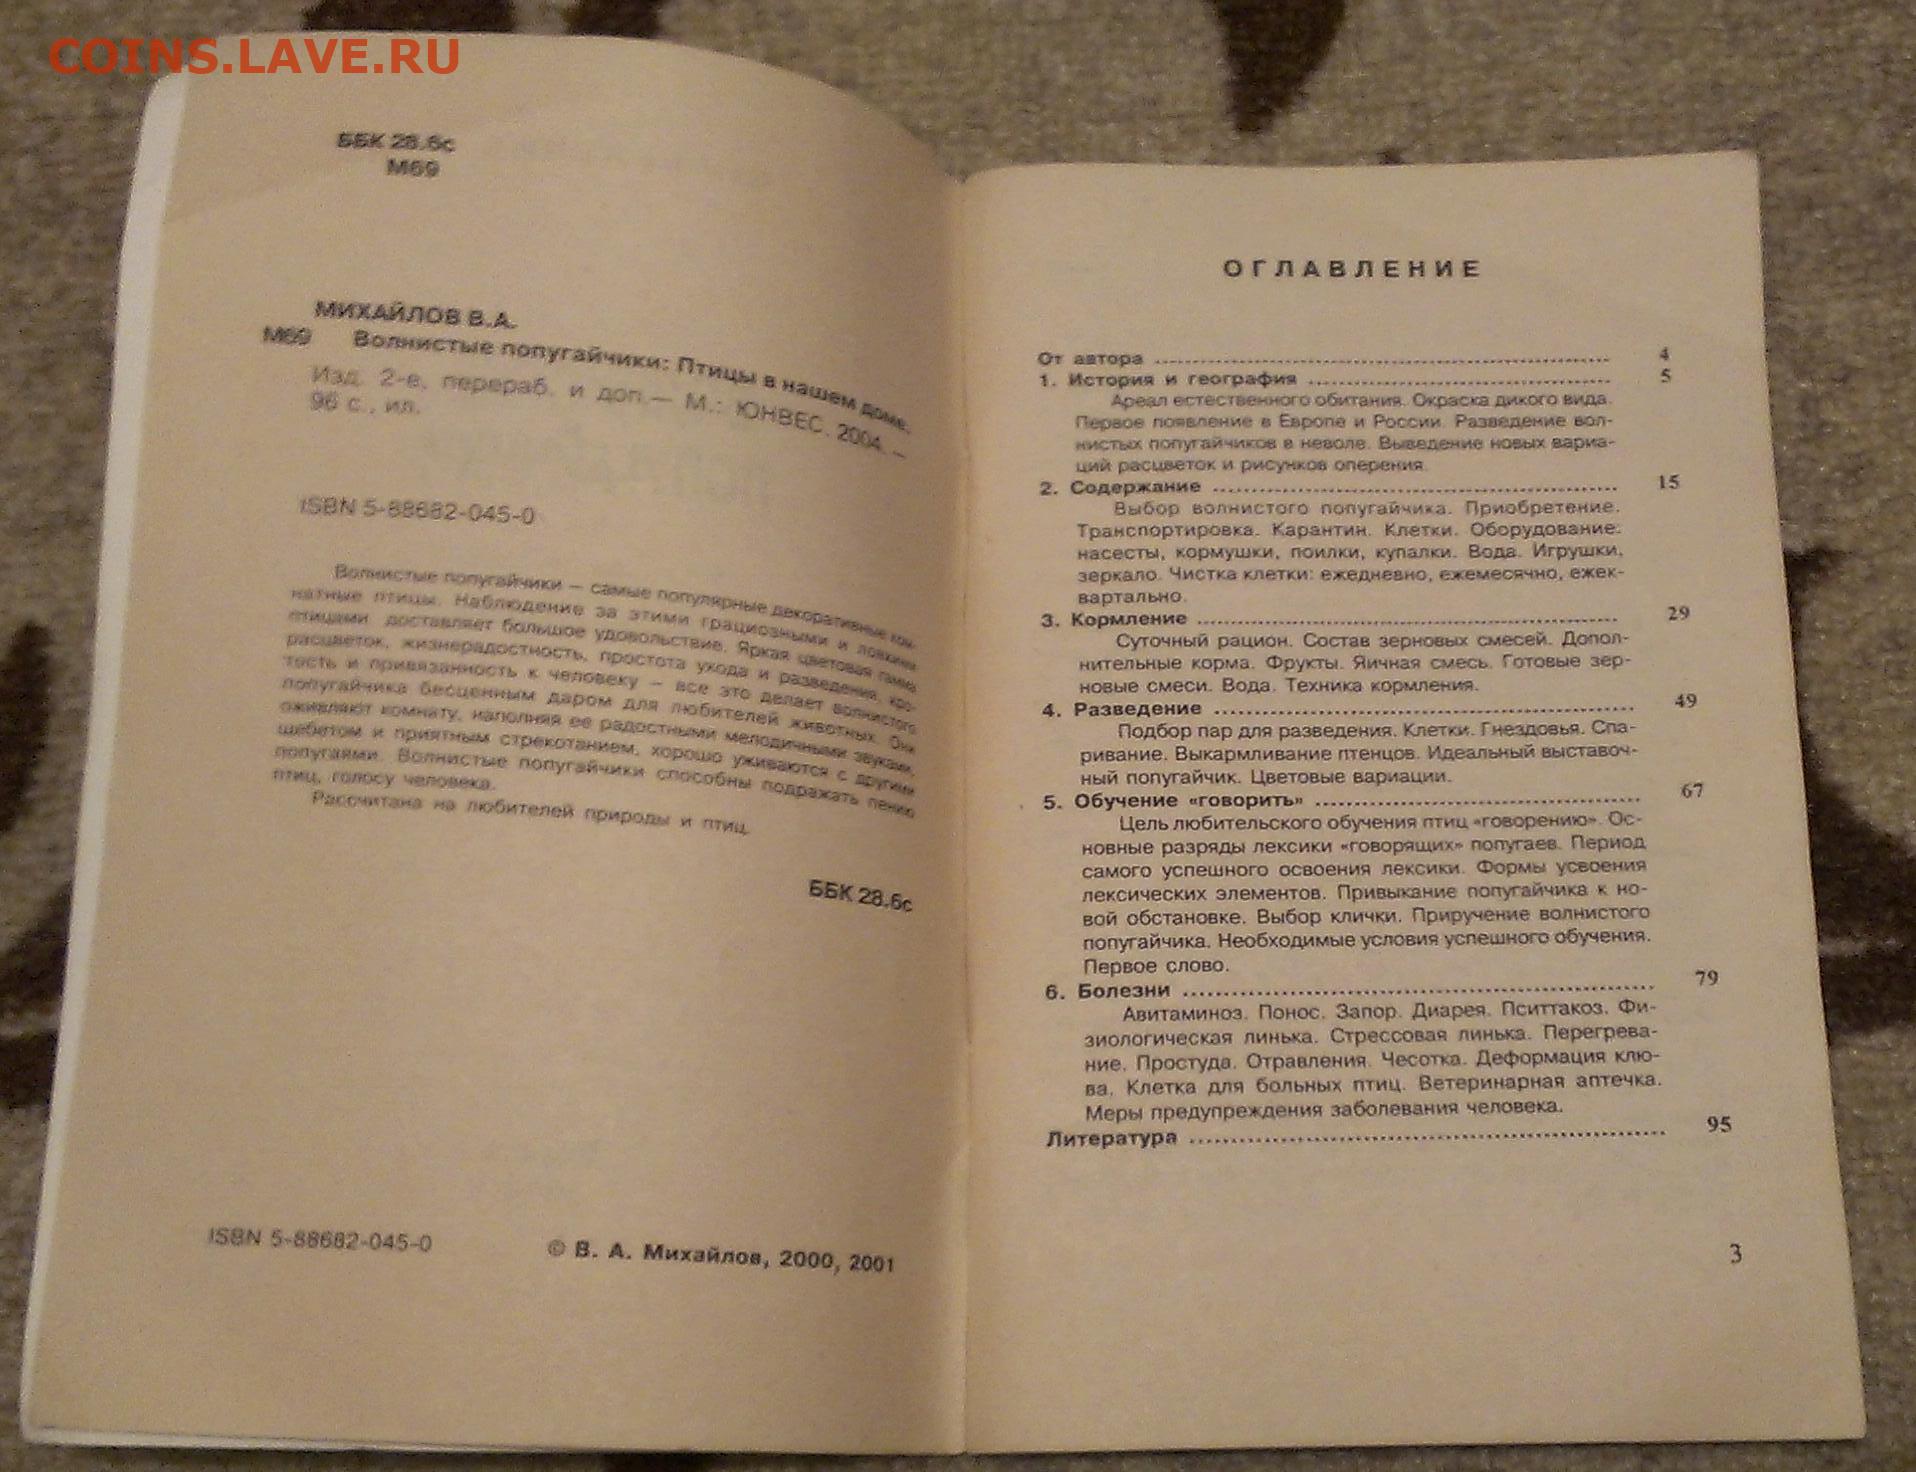 COINS.LAVE.RU
ББК 28.6с
М69
МИХАЙЛОВ В.А.
М69 Волнистые попугайчики: Птицы в нашем доме.
Изд. 2-е, перераб. и доп.— М.: ЮНВЕС, 2004. —
96 с., ил.
ISBN 5-88682-045-0
Волнистые попугайчики — самые популярные декоративные ком-
натные птицы. Наблюдение за этими грациозными и ловкими
птицами доставляет большое удовольствие. Яркая цветовая гамма
расцветок, жизнерадостность, простота ухода и разведения, кро-
тость и привязанность к человеку — все это делает волнистого
попугайчика бесценным даром для любителей животных. Они
оживляют комнату, наполняя ее радостными мелодичными звуками,
щебетом и приятным стрекотанием, хорошо уживаются с другими
попугаями. Волнистые попугайчики способны подражать пению
птиц, голосу человека.
Рассчитана на любителей природы и птиц.
ББК 28.6с
ISBN 5-88682-045-0
© В. А. Михайлов, 2000, 2001
ОГЛАВЛЕНИЕ
От автора 4
1. История и география 5
Ареал естественного обитания. Окраска дикого вида.
Первое появление в Европе и России. Разведение вол-
нистых попугайчиков в неволе. Выведение новых вариа-
ций расцветок и рисунков оперения.
2. Содержание 15
Выбор волнистого попугайчика. Приобретение.
Транспортировка. Карантин. Клетки. Оборудование:
насесты, кормушки, поилки, купалки. Вода. Игрушки,
зеркало. Чистка клетки: ежедневно, ежемесячно, ежек-
вартально.
3. Кормление 29
Суточный рацион. Состав зерновых смесей. Допол-
нительные корма. Фрукты. Яичная смесь. Готовые зер-
новые смеси. Вода. Техника кормления.
4. Разведение 49
Подбор пар для разведения. Клетки. Гнездовья. Спа-
ривание. Выкармливание птенцов. Идеальный выставоч-
ный попугайчик. Цветовые вариации.
5. Обучение «говорить» 67
Цель любительского обучения птиц «говорению». Ос-
новные разряды лексики «говорящих» попугаев. Период
самого успешного освоения лексики. Формы усвоения
лексических элементов. Привыкание попугайчика к но-
вой обстановке. Выбор клички. Приручение волнистого
попугайчика. Необходимые условия успешного обучения.
Первое слово.
6. Болезни 79
Авитаминоз. Понос. Запор. Диарея. Пситтакоз. Фи-
зиологическая линька. Стрессовая линька. Перегрева-
ние. Простуда. Отравления. Чесотка. Деформация клю-
ва. Клетка для больных птиц. Ветеринарная аптечка.
Меры предупреждения заболевания человека.
Литература 95
3